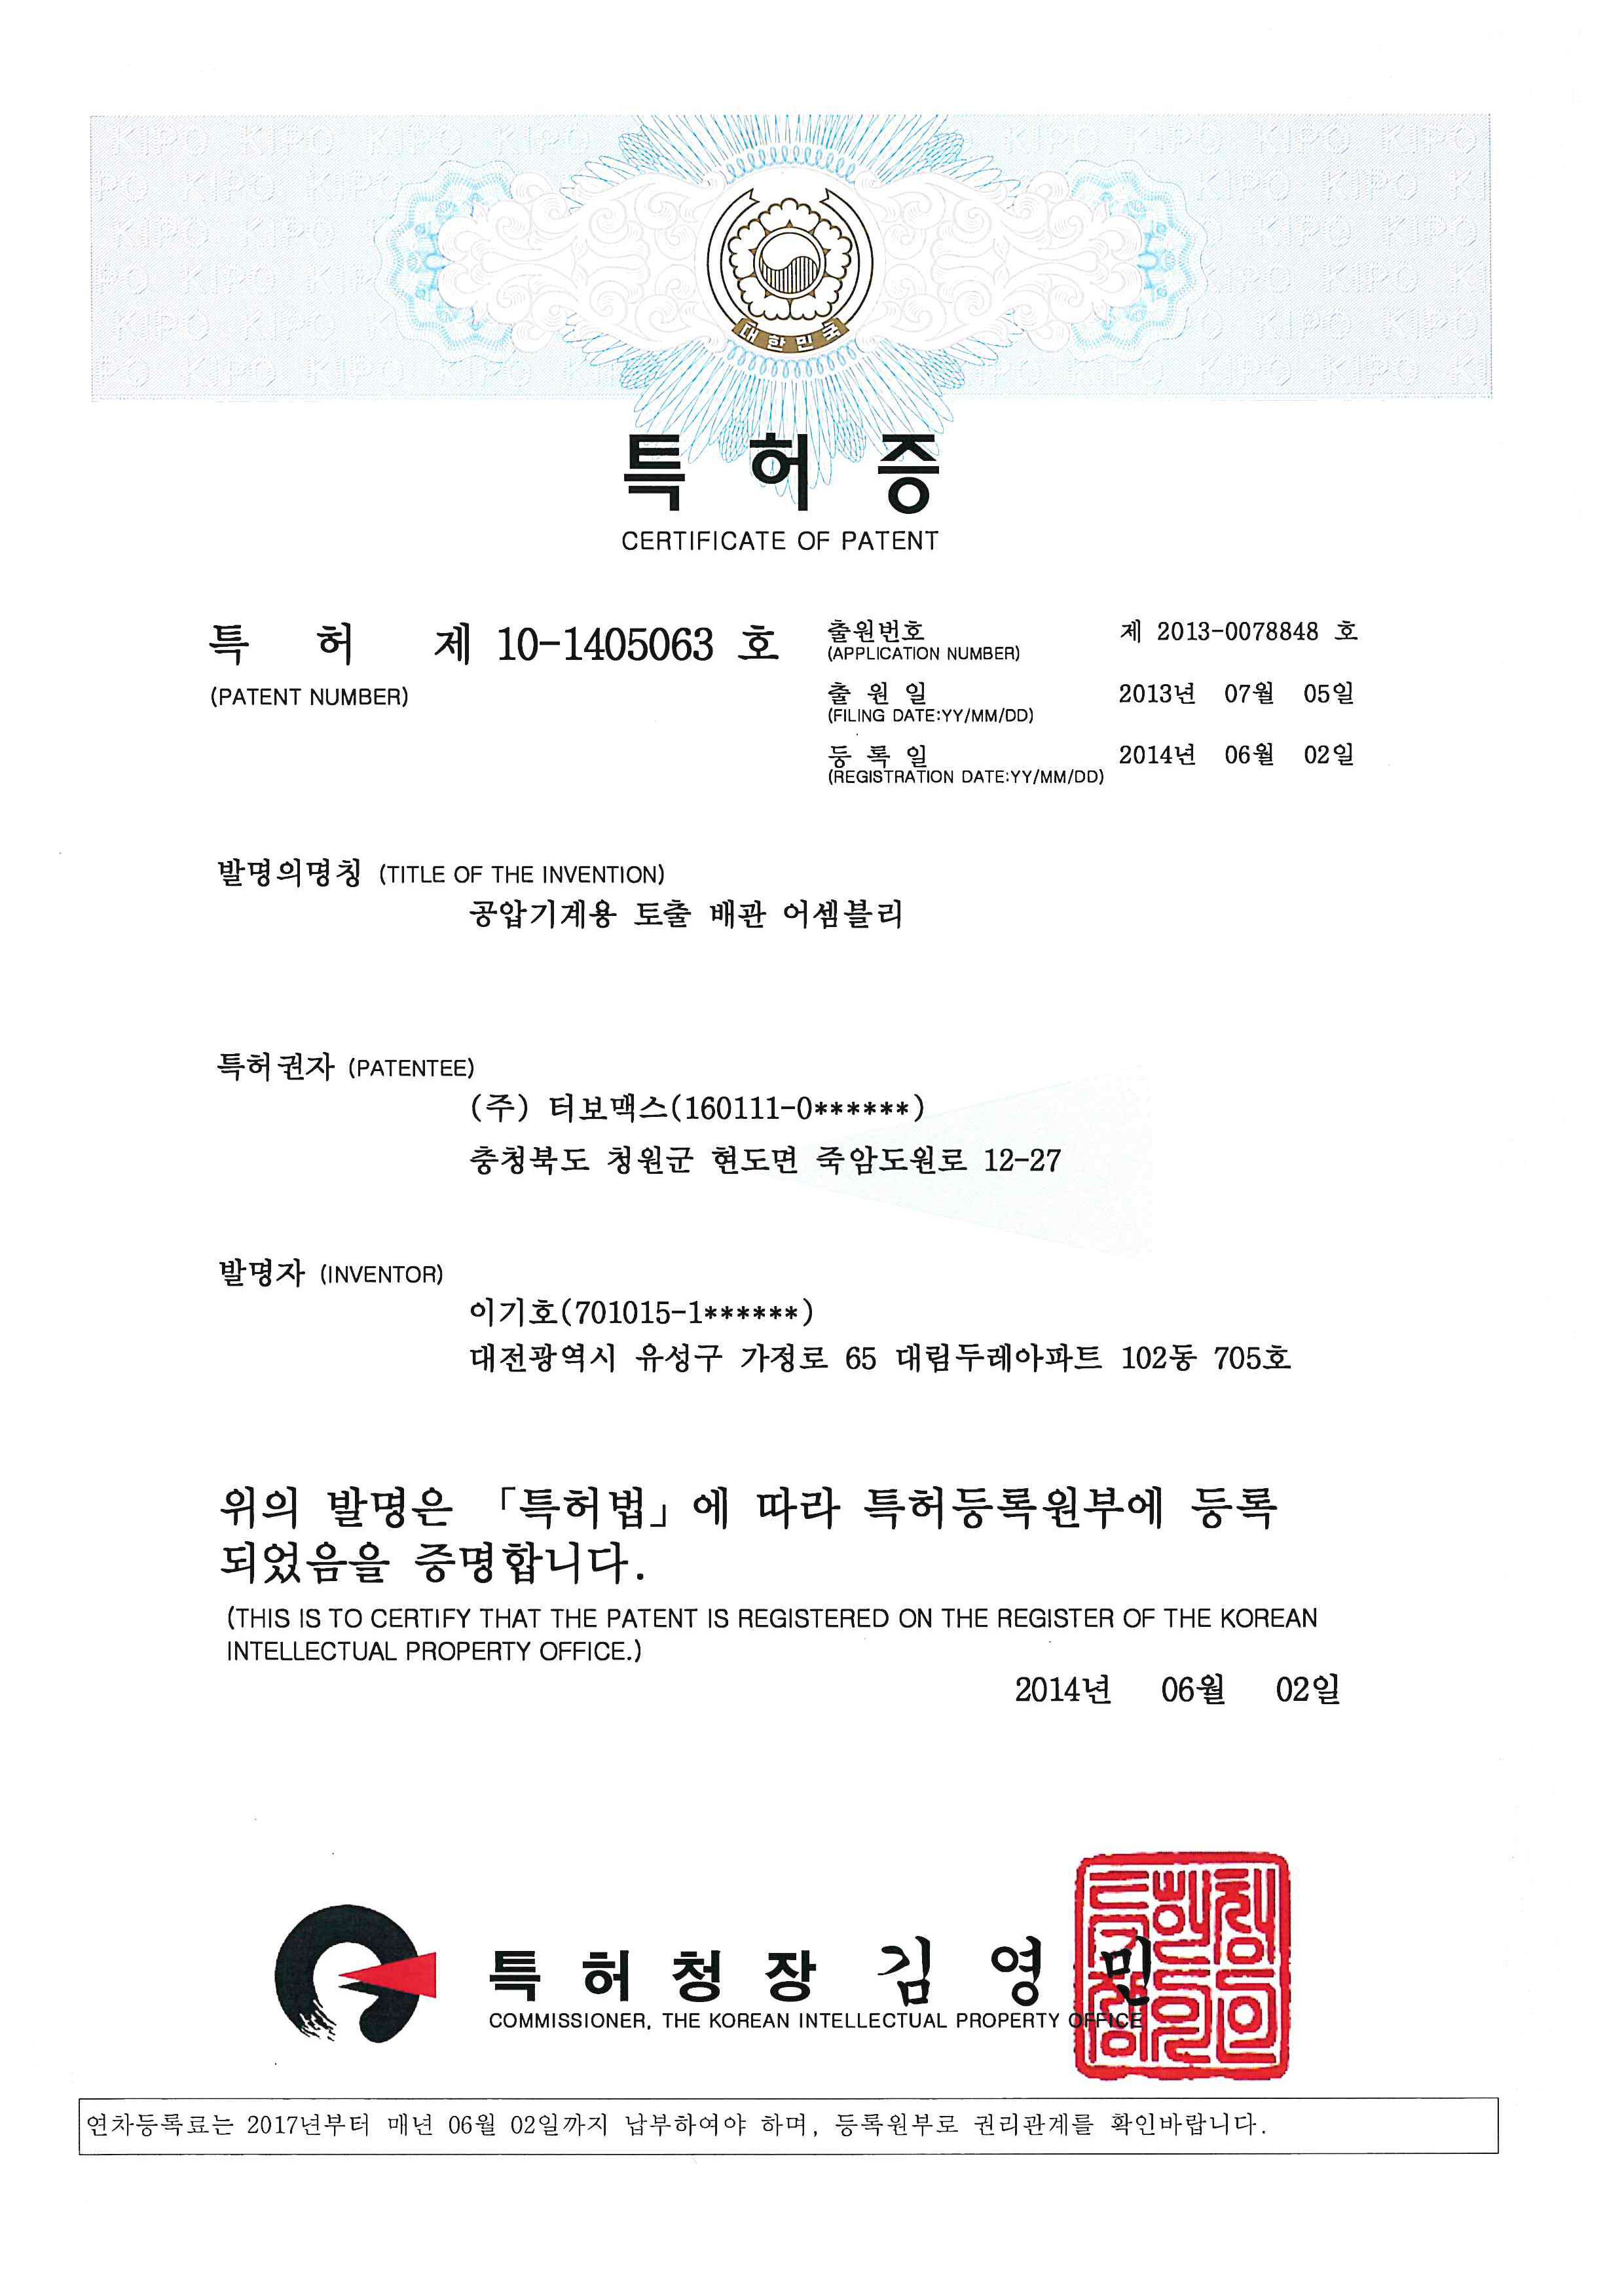 대한민국
특 허 증
CERTIFICATE OF PATENT
특 허 제 10-1405063 호
(PATENT NUMBER)
출원번호 제 2013-0078848 호
(APPLICATION NUMBER)
출 원 일 2013년 07월 05일
(FILING DATE:YY/MM/DD)
등 록 일 2014년 06월 02일
(REGISTRATION DATE:YY/MM/DD)
발명의명칭 (TITLE OF THE INVENTION)
공압기계용 토출 배관 어셈블리
특허권자 (PATENTEE)
(주) 터보맥스(160111-0******)
충청북도 청원군 현도면 죽암도원로 12-27
발명자 (INVENTOR)
이기호(701015-1******)
대전광역시 유성구 가정로 65 대림두레아파트 102동 705호
위의 발명은 「특허법」에 따라 특허등록원부에 등록
되었음을 증명합니다.
(THIS IS TO CERTIFY THAT THE PATENT IS REGISTERED ON THE REGISTER OF THE KOREAN
INTELLECTUAL PROPERTY OFFICE.)
2014년 06월 02일
특 허 청 장 김 영 민
COMMISSIONER, THE KOREAN INTELLECTUAL PROPERTY OFFICE
연차등록료는 2017년부터 매년 06월 02일까지 납부하여야 하며, 등록원부로 권리관계를 확인바랍니다.